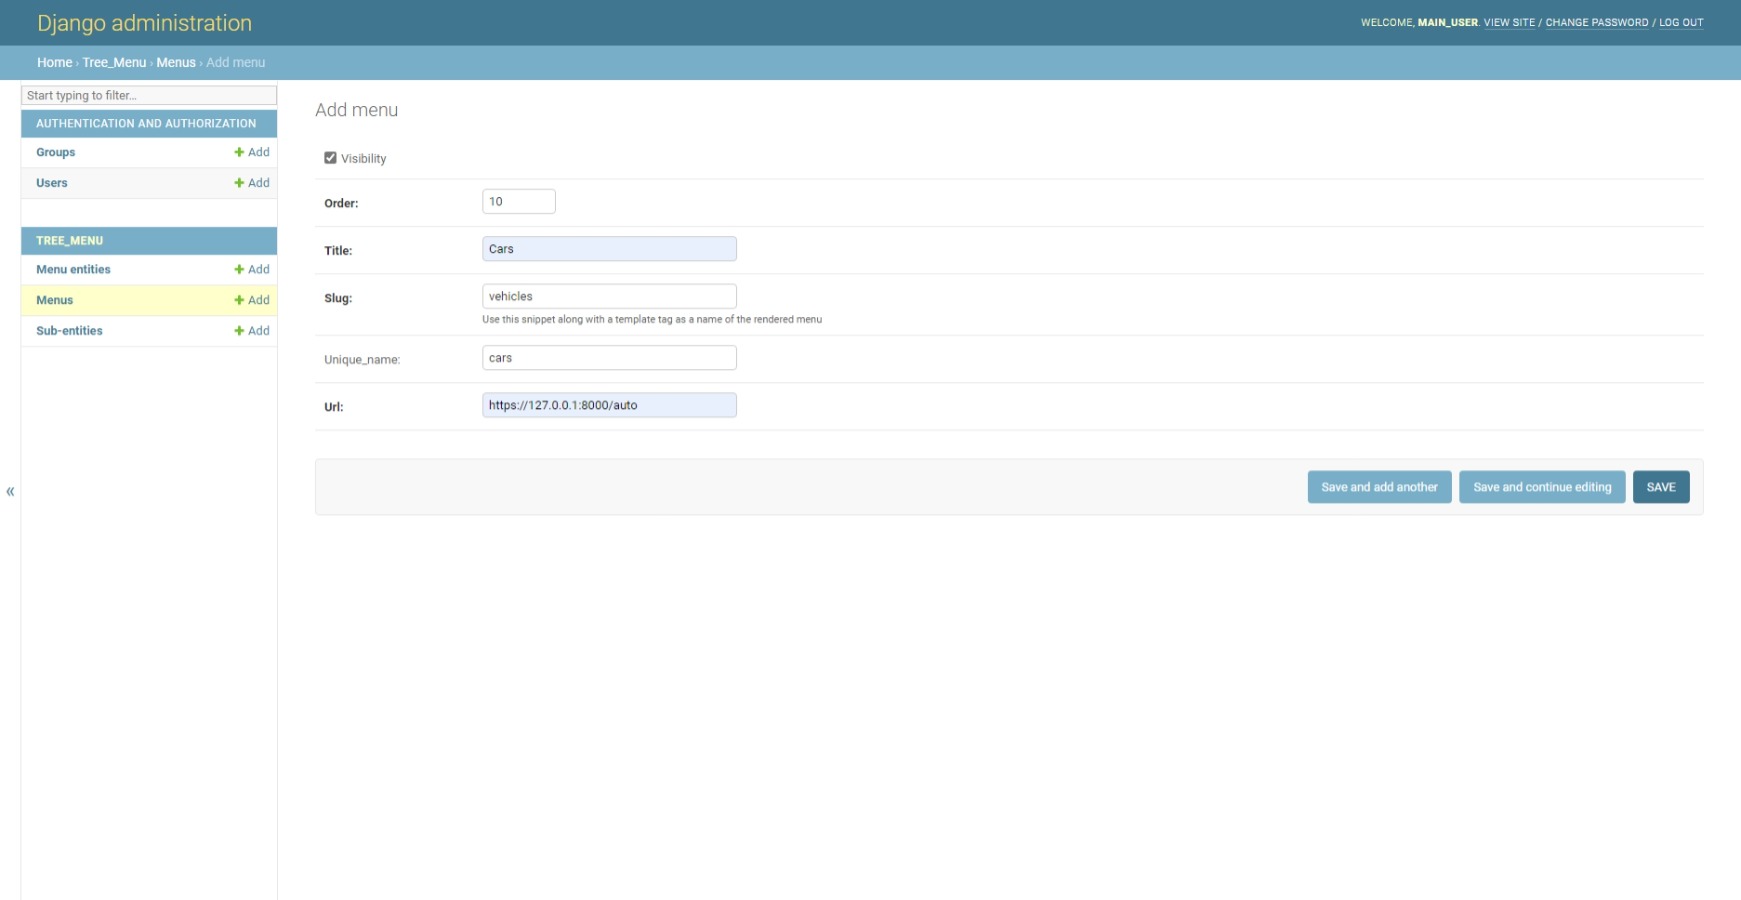 Django administration
WELCOME, MAIN_USER. VIEW SITE / CHANGE PASSWORD / LOG OUT
Home › Tree_Menu › Menus › Add menu
Start typing to filter...
AUTHENTICATION AND AUTHORIZATION
Groups + Add
Users + Add
TREE_MENU
Menu entities + Add
Menus + Add
Sub-entities + Add
«
Add menu
Visibility
Order: 10
Title: Cars
Slug: vehicles
Use this snippet along with a template tag as a name of the rendered menu
Unique_name: cars
Url: https://127.0.0.1:8000/auto
Save and add another Save and continue editing SAVE